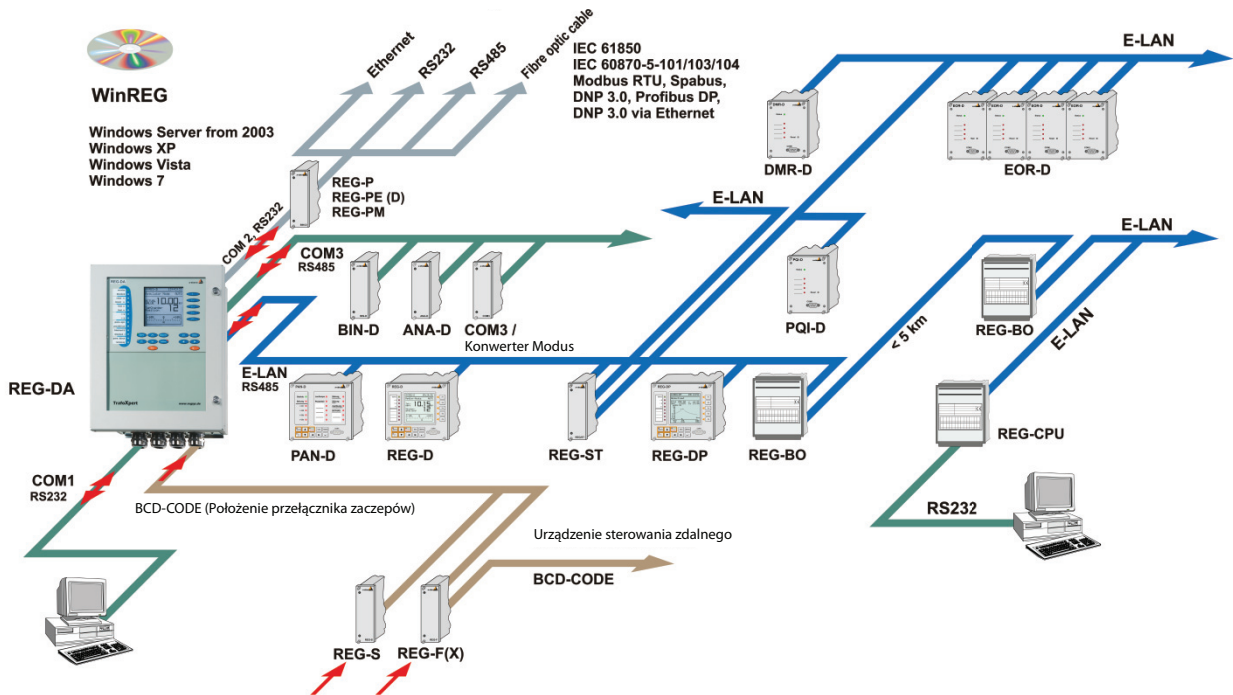 WinREG
Windows Server from 2003
Windows XP
Windows Vista
Windows 7
Ethernet
RS232
RS485
Fibre optic cable
IEC 61850
IEC 60870-5-101/103/104
Modbus RTU, Spabus,
DNP 3.0, Profibus DP,
DNP 3.0 via Ethernet
E-LAN
DMR-D
EOR-D
REG-P
REG-PE (D)
REG-PM
COM 2, RS232
COM3
RS485
E-LAN
E-LAN
BIN-D
ANA-D
COM3 /
Konwerter Modus
PQI-D
REG-BO
< 5 km
E-LAN
REG-DA
E-LAN
RS485
PAN-D
REG-D
REG-ST
REG-DP
REG-BO
REG-CPU
COM1
RS232
BCD-CODE (Położenie przełącznika zaczepów)
RS232
Urządzenie sterowania zdalnego
BCD-CODE
REG-S
REG-F(X)